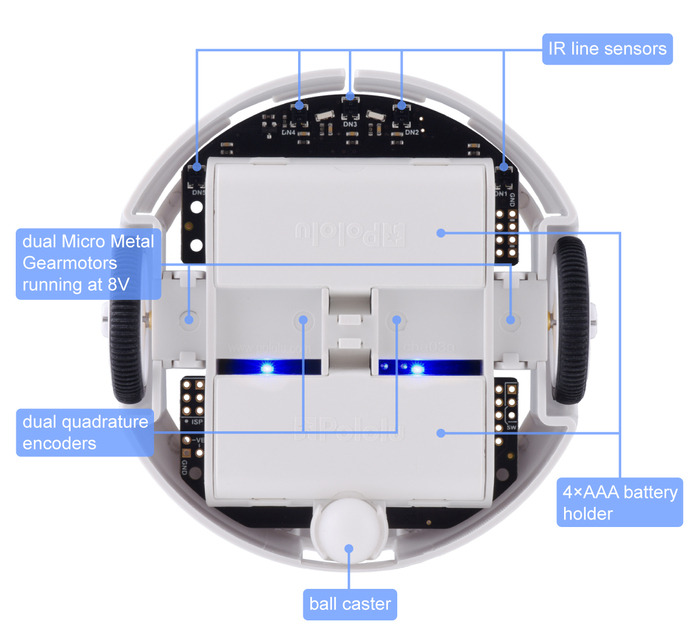 IR line sensors
DN4
DN3
DN2
DN5
DN1
GND
Pololu
dual Micro Metal
Gearmotors
running at 8V
ISP
SW
dual quadrature
encoders
Pololu
GND
4×AAA battery
holder
ball caster